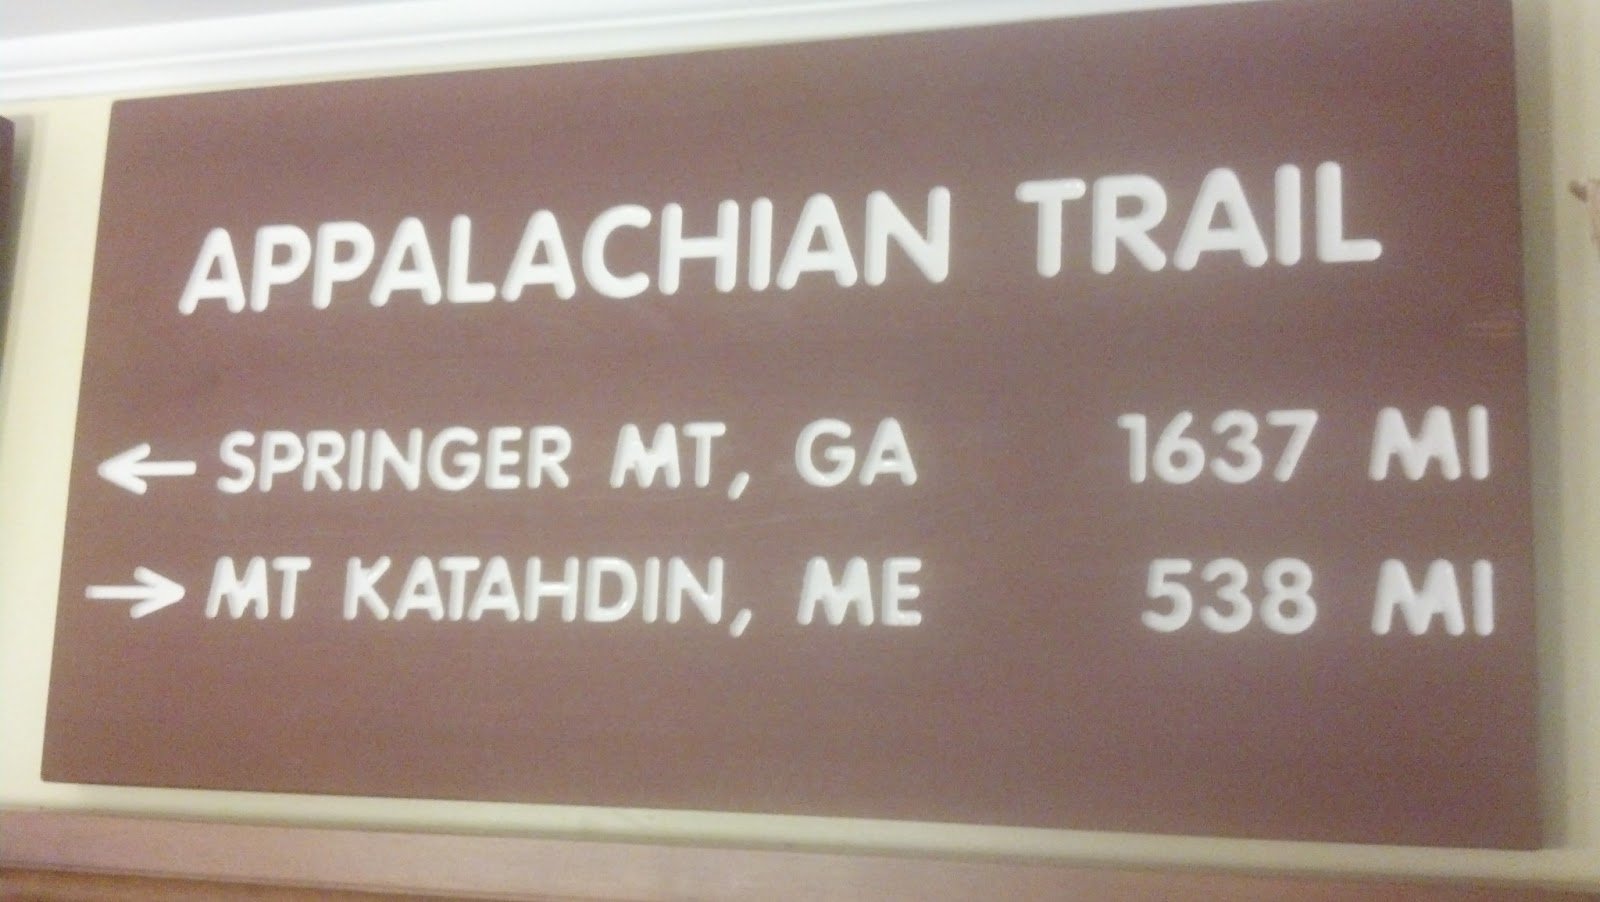 APPALACHIAN TRAIL
← SPRINGER MT, GA 1637 MI
→ MT KATAHDIN, ME 538 MI